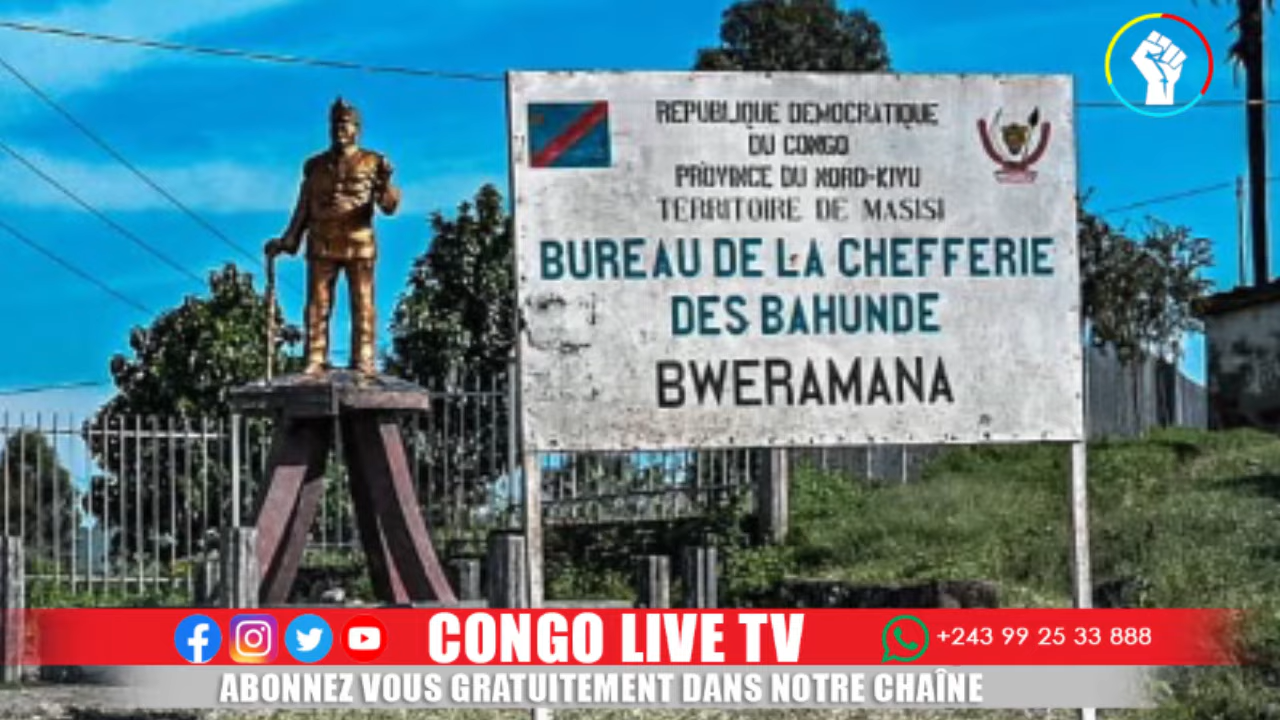 REPUBLIQUE DEMOCRATIQUE
DU CONGO
PROVINCE DU NORD-KIVU
TERRITOIRE DE MASISI
BUREAU DE LA CHEFFERIE
DES BAHUNDE
BWERAMANA
CONGO LIVE TV
+243 99 25 33 888
ABONNEZ VOUS GRATUITEMENT DANS NOTRE CHAÎNE